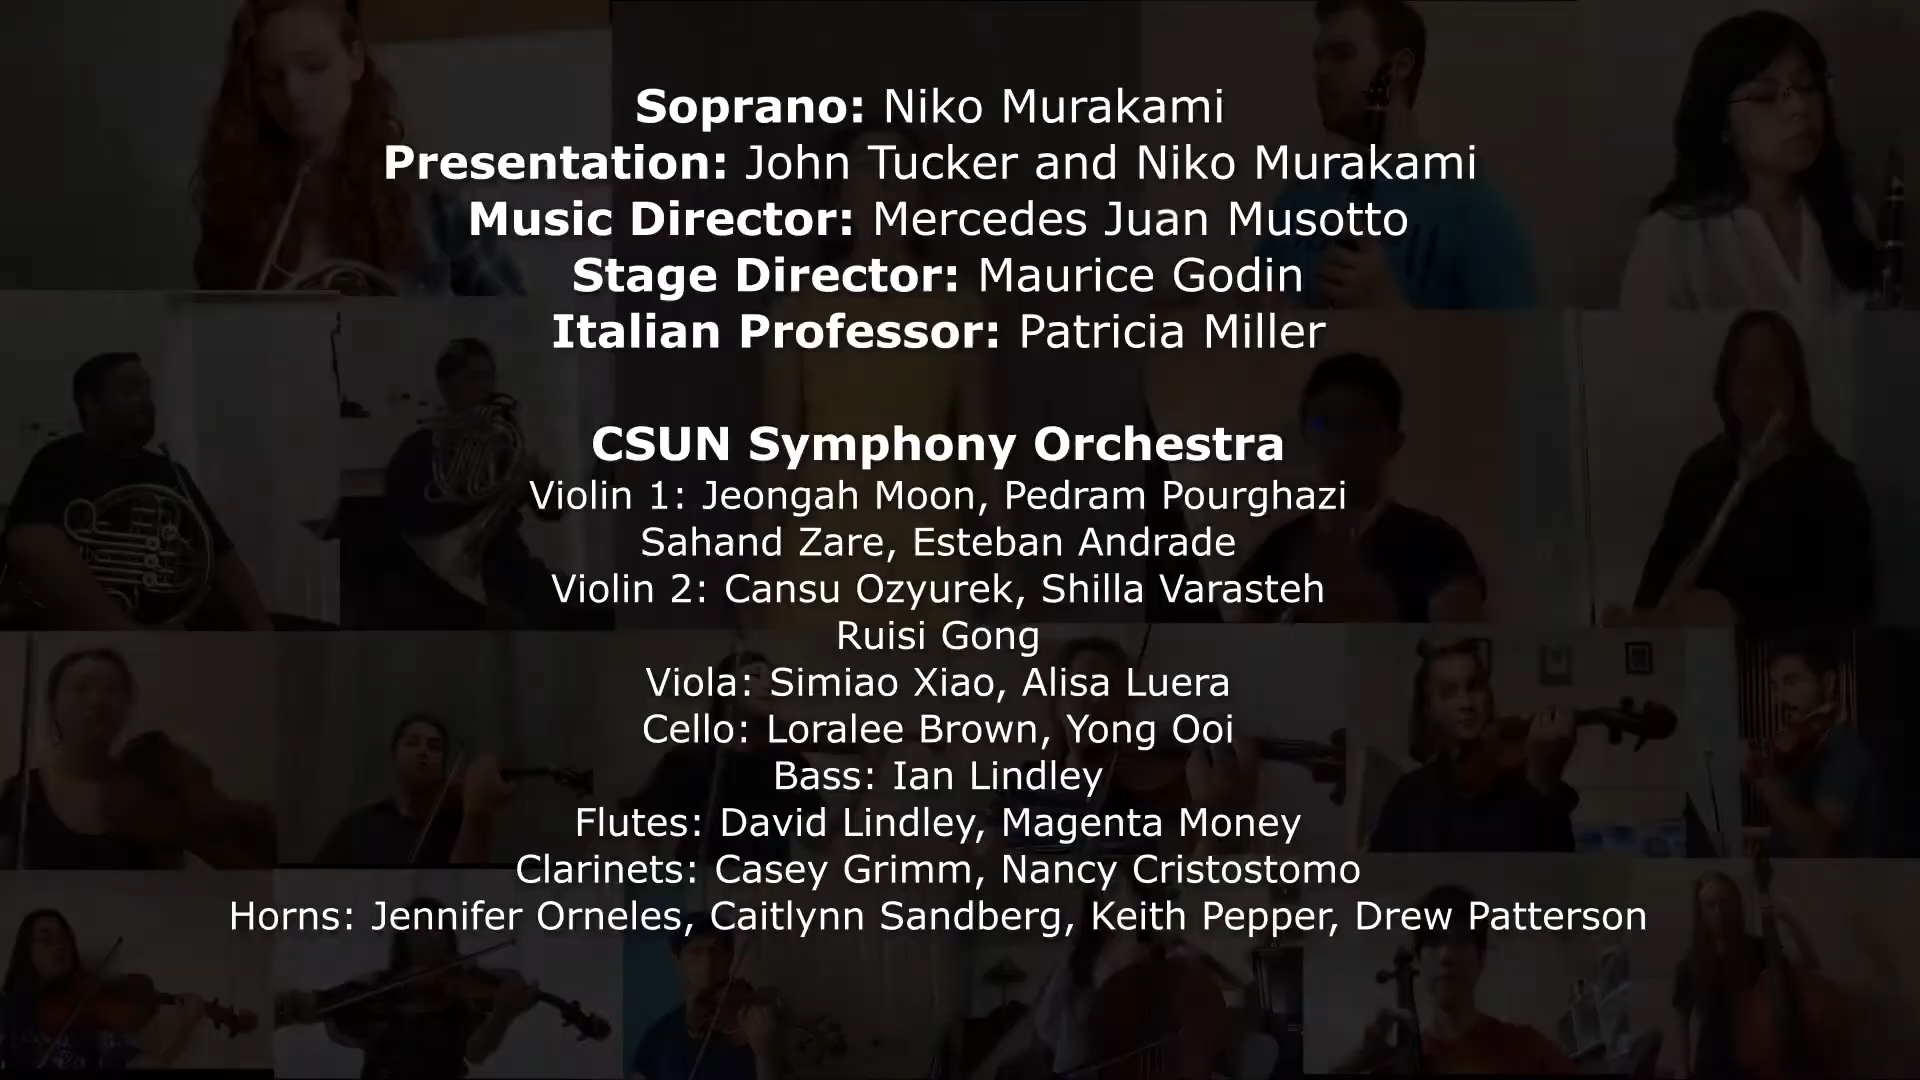 Soprano: Niko Murakami
Presentation: John Tucker and Niko Murakami
Music Director: Mercedes Juan Musotto
Stage Director: Maurice Godin
Italian Professor: Patricia Miller
CSUN Symphony Orchestra
Violin 1: Jeongah Moon, Pedram Pourghazi
Sahand Zare, Esteban Andrade
Violin 2: Cansu Ozyurek, Shilla Varasteh
Ruisi Gong
Viola: Simiao Xiao, Alisa Luera
Cello: Loralee Brown, Yong Ooi
Bass: Ian Lindley
Flutes: David Lindley, Magenta Money
Clarinets: Casey Grimm, Nancy Cristostomo
Horns: Jennifer Orneles, Caitlynn Sandberg, Keith Pepper, Drew Patterson